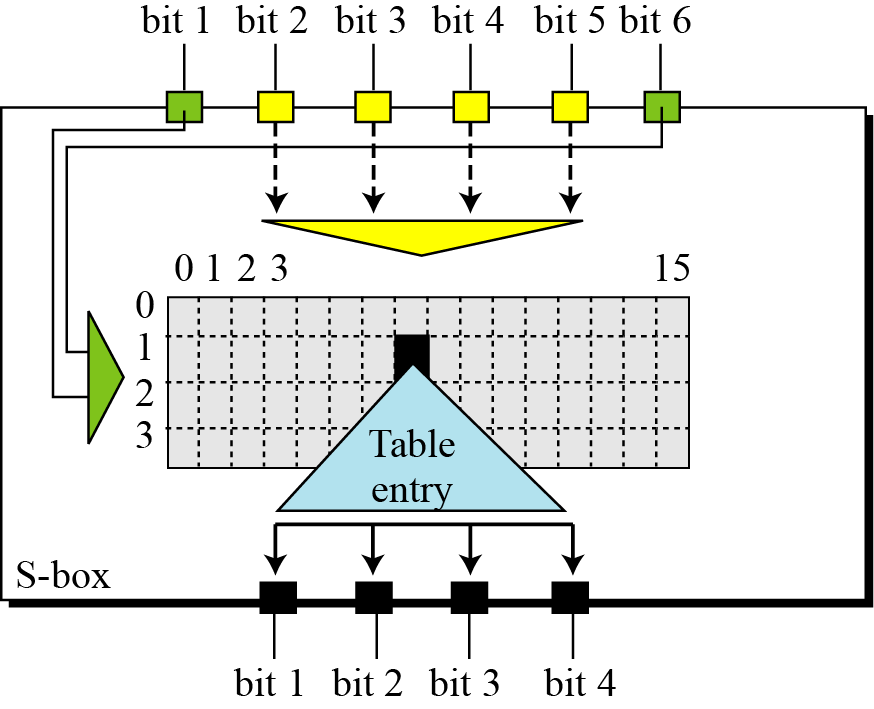 bit 1 bit 2 bit 3 bit 4 bit 5 bit 6
0 1 2 3 15
0
1
2
3
Table
entry
S-box
bit 1 bit 2 bit 3 bit 4